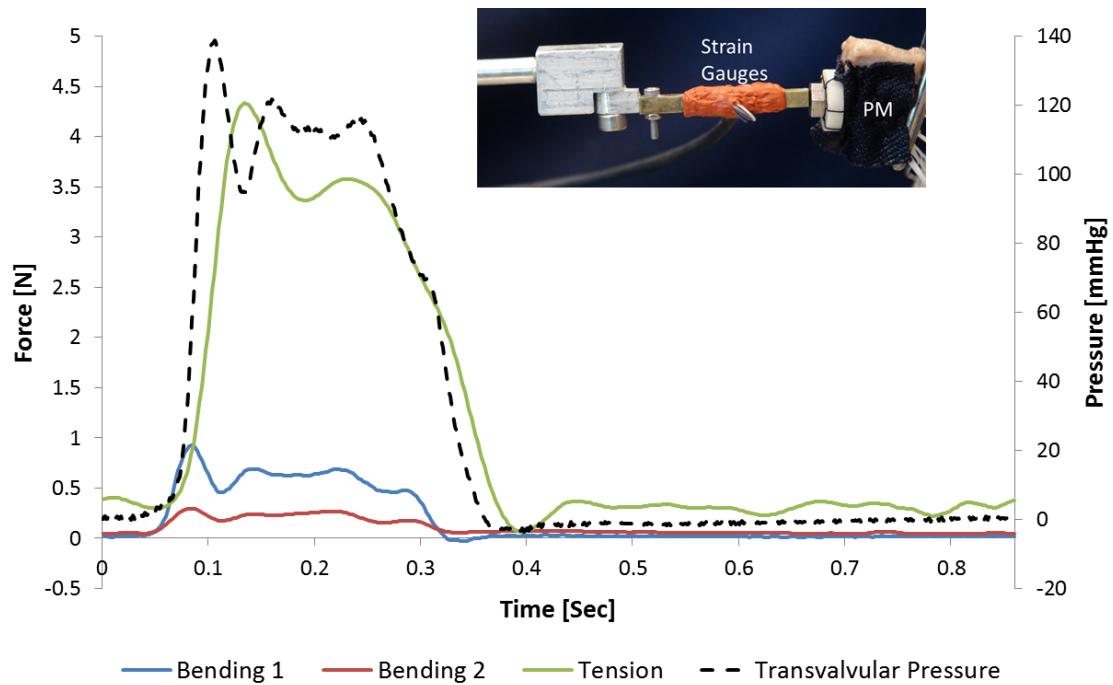 5
4.5
4
3.5
3
2.5
2
1.5
1
0.5
0
-0.5
Force [N]
Strain
Gauges
PM
140
120
100
80
60
40
20
0
-20
Pressure [mmHg]
0 0.1 0.2 0.3 0.4 0.5 0.6 0.7 0.8
Time [Sec]
Bending 1 Bending 2 Tension Transvalvular Pressure